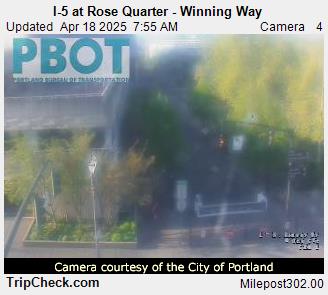 I-5 at Rose Quarter - Winning Way
Updated Apr 18 2025 7:55 AM Camera 4
PBOT
PORTLAND BUREAU OF TRANSPORTATION
Camera courtesy of the City of Portland
TripCheck.com Milepost302.00